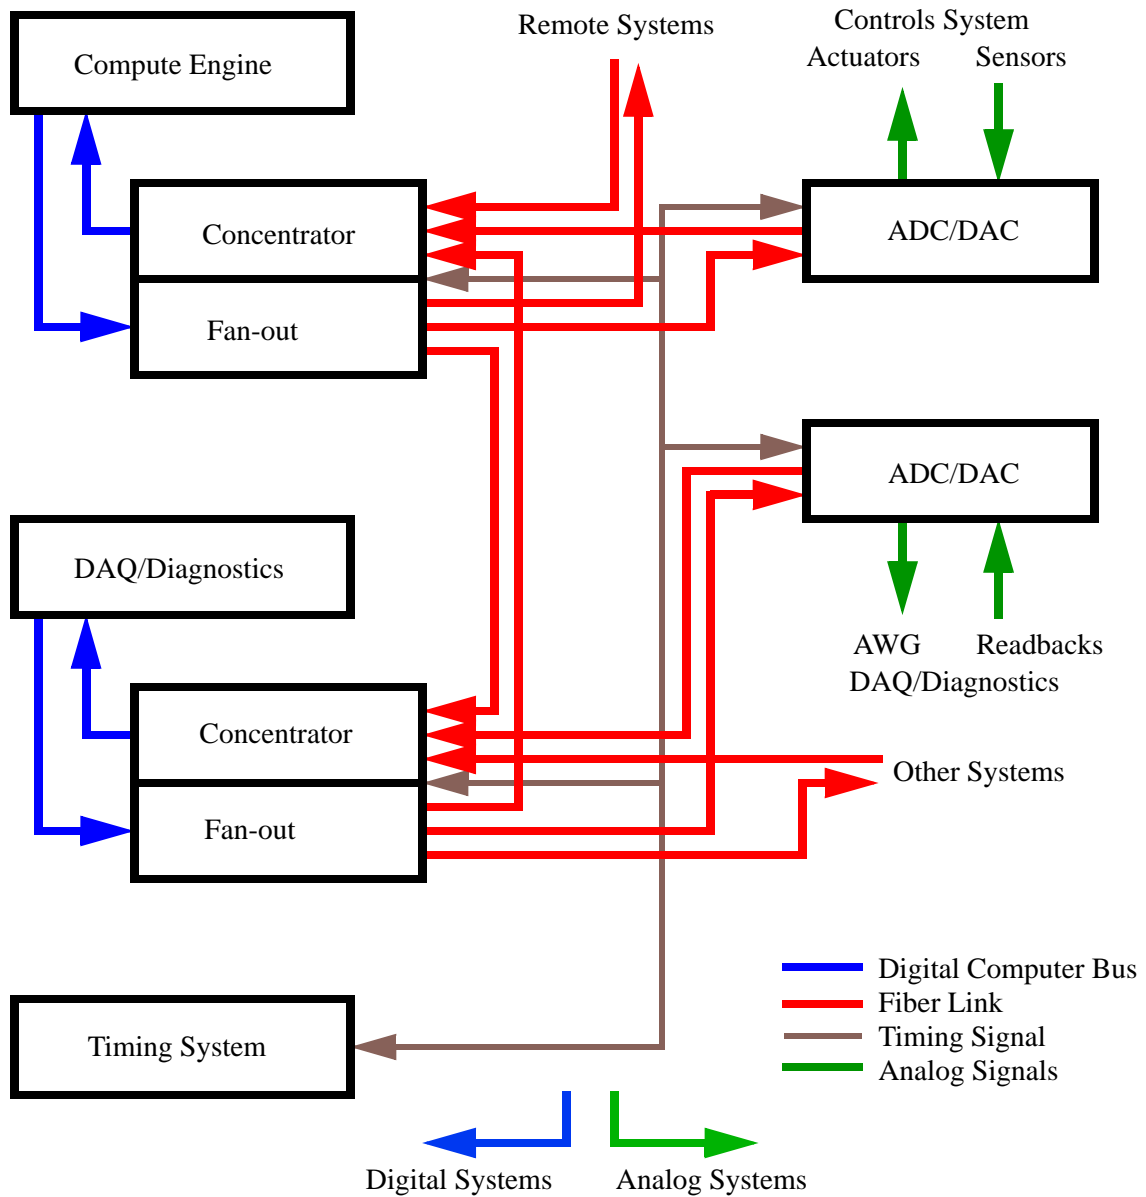 Compute Engine
Remote Systems
Controls System
Actuators
Sensors
Concentrator
Fan-out
ADC/DAC
ADC/DAC
DAQ/Diagnostics
AWG
Readbacks
DAQ/Diagnostics
Concentrator
Fan-out
Other Systems
Timing System
Digital Computer Bus
Fiber Link
Timing Signal
Analog Signals
Digital Systems
Analog Systems